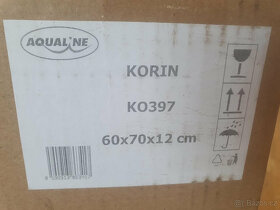 AQUALINE
KORIN
KO397
60x70x12 cm